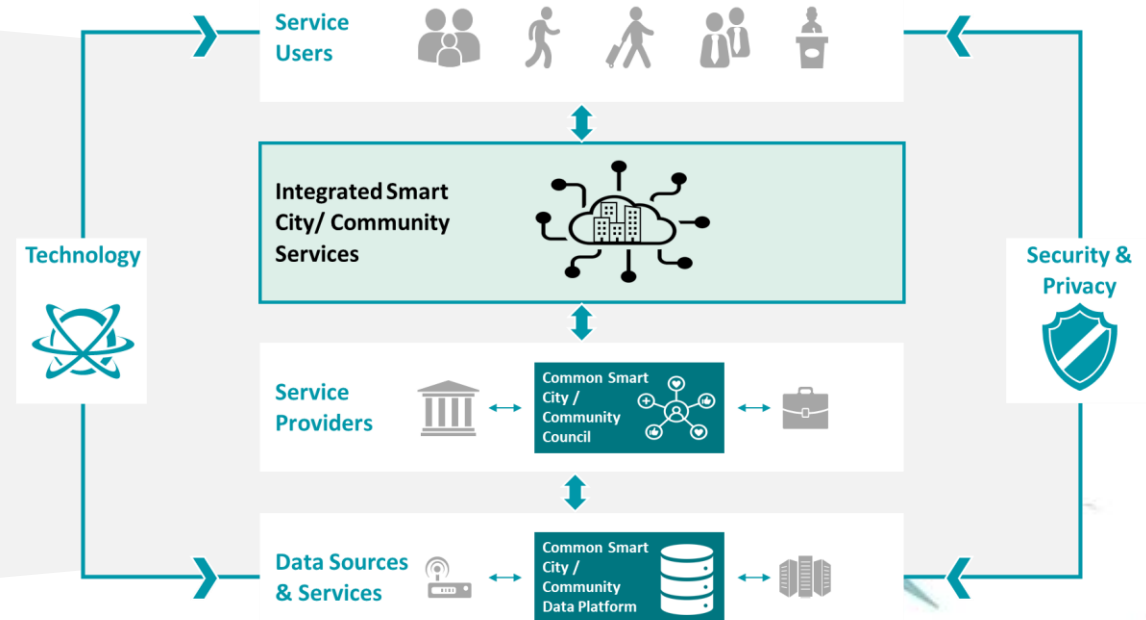 Service
Users
Integrated Smart
City/ Community
Services
Technology
Security &
Privacy
Service
Providers
Common Smart
City /
Community
Council
Data Sources
& Services
Common Smart
City /
Community
Data Platform